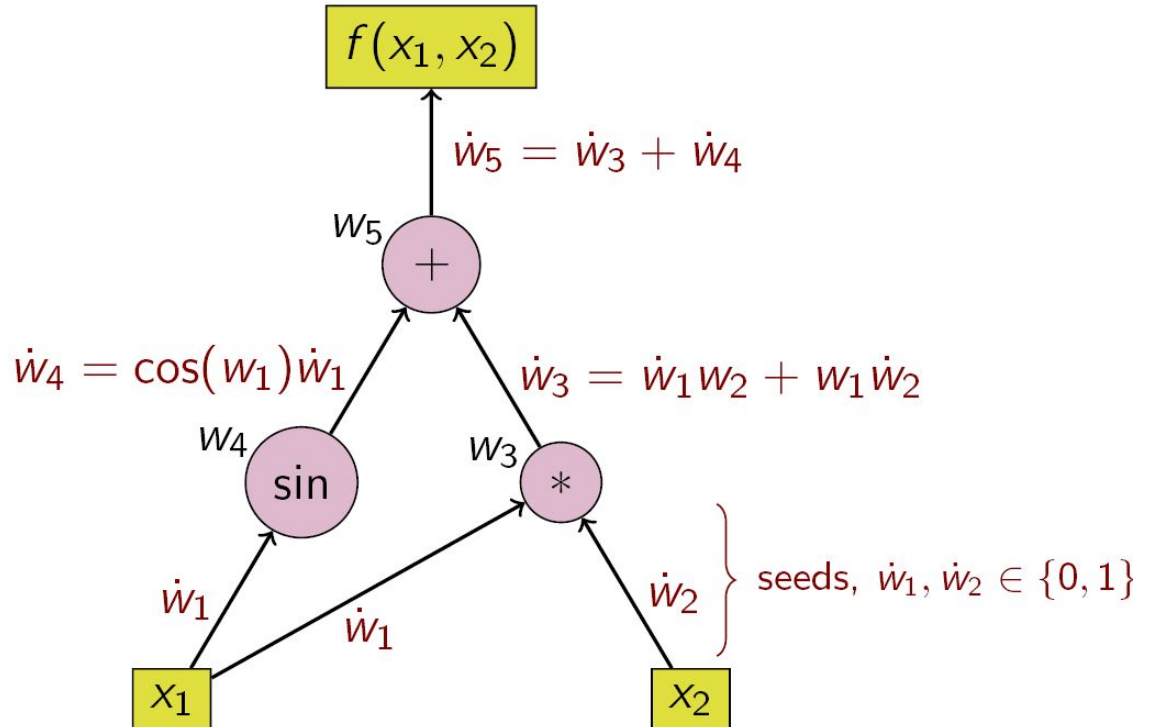 f(x₁, x₂)
ẇ₅ = ẇ₃ + ẇ₄
w₅
+
ẇ₄ = cos(w₁)ẇ₁
ẇ₃ = ẇ₁w₂ + w₁ẇ₂
w₄
sin
w₃
*
ẇ₁
ẇ₁
ẇ₂
seeds, ẇ₁, ẇ₂ ∈ {0, 1}
x₁
x₂